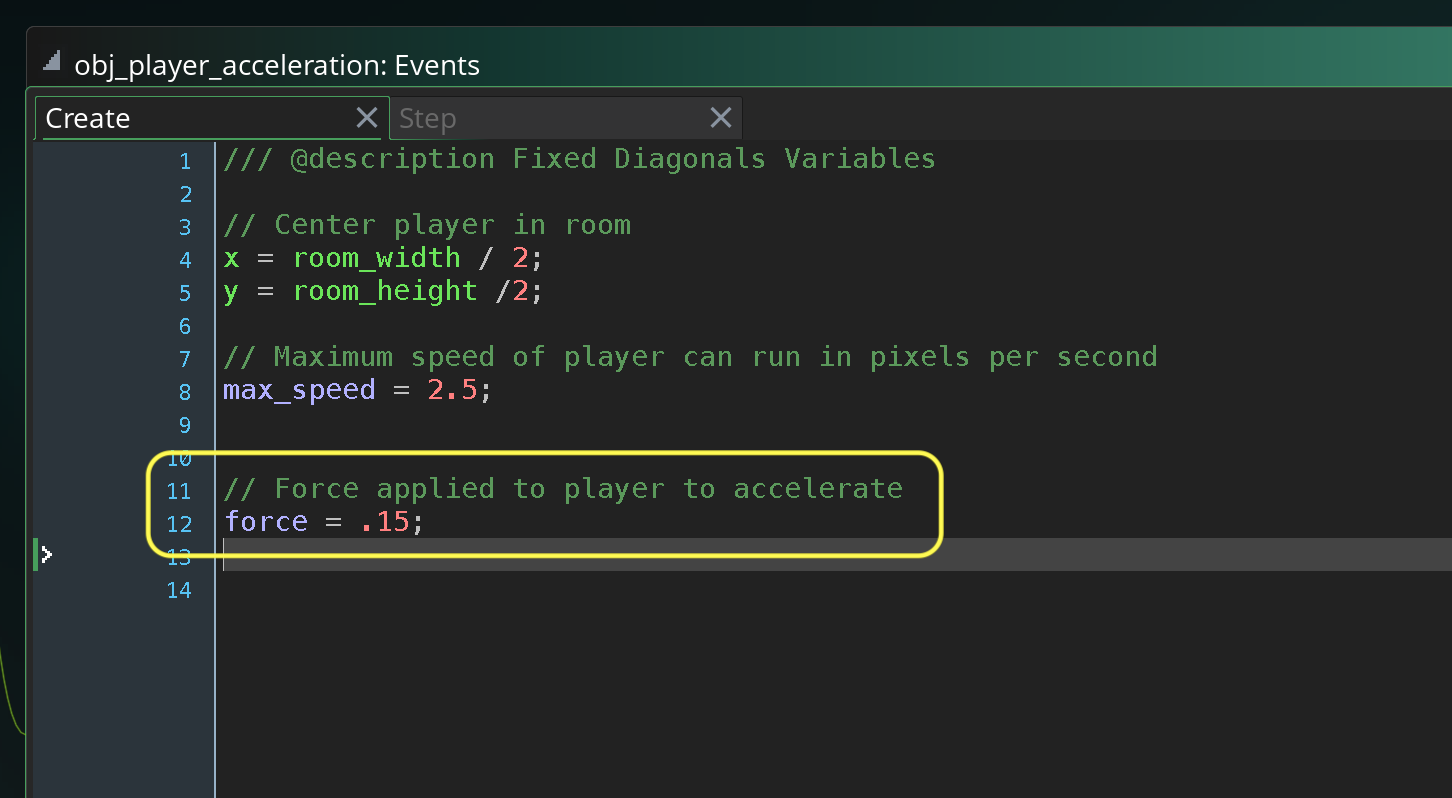 obj_player_acceleration: Events
Create
Step
1 /// @description Fixed Diagonals Variables
2
3 // Center player in room
4 x = room_width / 2;
5 y = room_height /2;
6
7 // Maximum speed of player can run in pixels per second
8 max_speed = 2.5;
9
10
11 // Force applied to player to accelerate
12 force = .15;
13
14